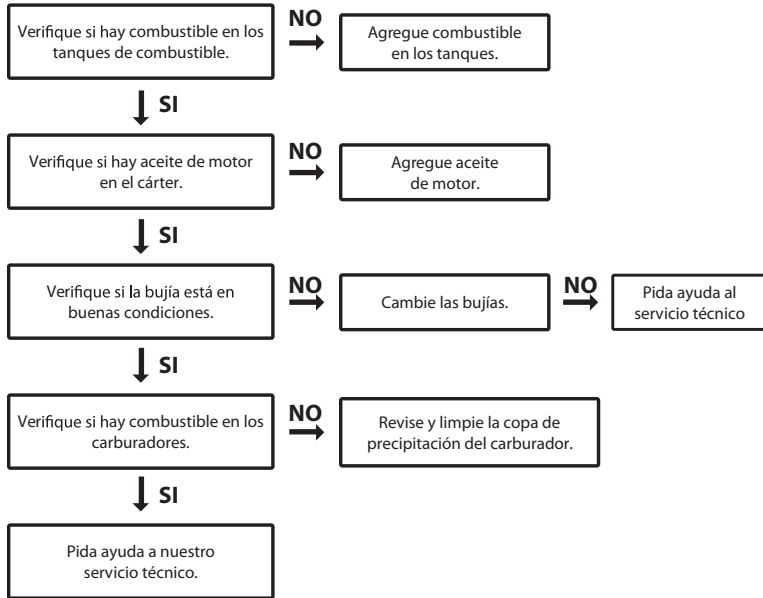 Verifique si hay combustible en los
tanques de combustible.
NO
Agregue combustible
en los tanques.
SI
Verifique si hay aceite de motor
en el cárter.
NO
Agregue aceite
de motor.
SI
Verifique si la bujía está en
buenas condiciones.
NO
Cambie las bujías.
NO
Pida ayuda al
servicio técnico
SI
Verifique si hay combustible en los
carburadores.
NO
Revise y limpie la copa de
precipitación del carburador.
SI
Pida ayuda a nuestro
servicio técnico.